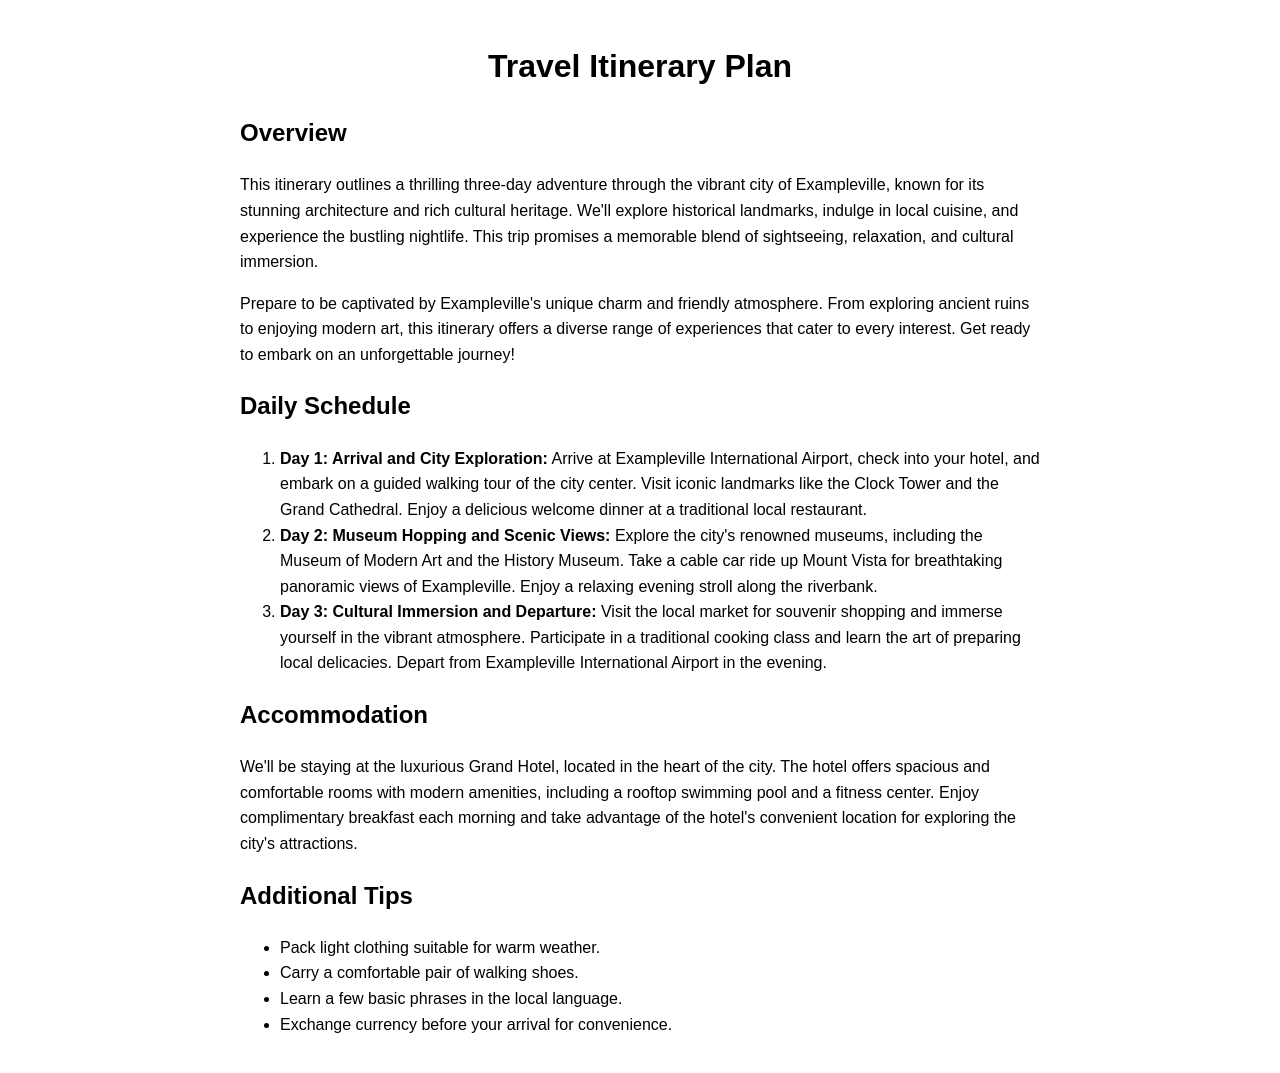 Travel Itinerary Plan
Overview
This itinerary outlines a thrilling three-day adventure through the vibrant city of Exampleville, known for its
stunning architecture and rich cultural heritage. We'll explore historical landmarks, indulge in local cuisine, and
experience the bustling nightlife. This trip promises a memorable blend of sightseeing, relaxation, and cultural
immersion.
Prepare to be captivated by Exampleville's unique charm and friendly atmosphere. From exploring ancient ruins
to enjoying modern art, this itinerary offers a diverse range of experiences that cater to every interest. Get ready
to embark on an unforgettable journey!
Daily Schedule
1. Day 1: Arrival and City Exploration: Arrive at Exampleville International Airport, check into your hotel, and
embark on a guided walking tour of the city center. Visit iconic landmarks like the Clock Tower and the
Grand Cathedral. Enjoy a delicious welcome dinner at a traditional local restaurant.
2. Day 2: Museum Hopping and Scenic Views: Explore the city's renowned museums, including the
Museum of Modern Art and the History Museum. Take a cable car ride up Mount Vista for breathtaking
panoramic views of Exampleville. Enjoy a relaxing evening stroll along the riverbank.
3. Day 3: Cultural Immersion and Departure: Visit the local market for souvenir shopping and immerse
yourself in the vibrant atmosphere. Participate in a traditional cooking class and learn the art of preparing
local delicacies. Depart from Exampleville International Airport in the evening.
Accommodation
We'll be staying at the luxurious Grand Hotel, located in the heart of the city. The hotel offers spacious and
comfortable rooms with modern amenities, including a rooftop swimming pool and a fitness center. Enjoy
complimentary breakfast each morning and take advantage of the hotel's convenient location for exploring the
city's attractions.
Additional Tips
• Pack light clothing suitable for warm weather.
• Carry a comfortable pair of walking shoes.
• Learn a few basic phrases in the local language.
• Exchange currency before your arrival for convenience.